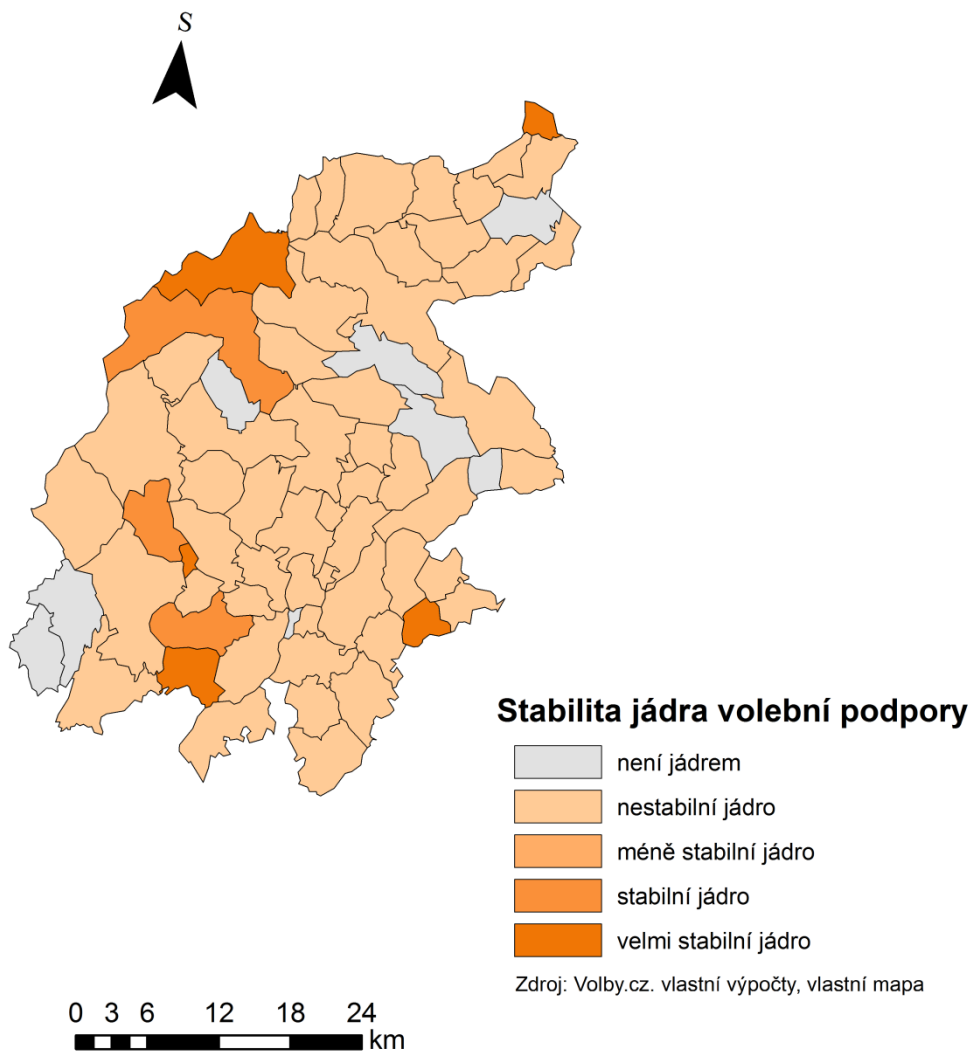 S
Stabilita jádra volební podpory
není jádrem
nestabilní jádro
méně stabilní jádro
stabilní jádro
velmi stabilní jádro
Zdroj: Volby.cz. vlastní výpočty, vlastní mapa
0 3 6 12 18 24
km